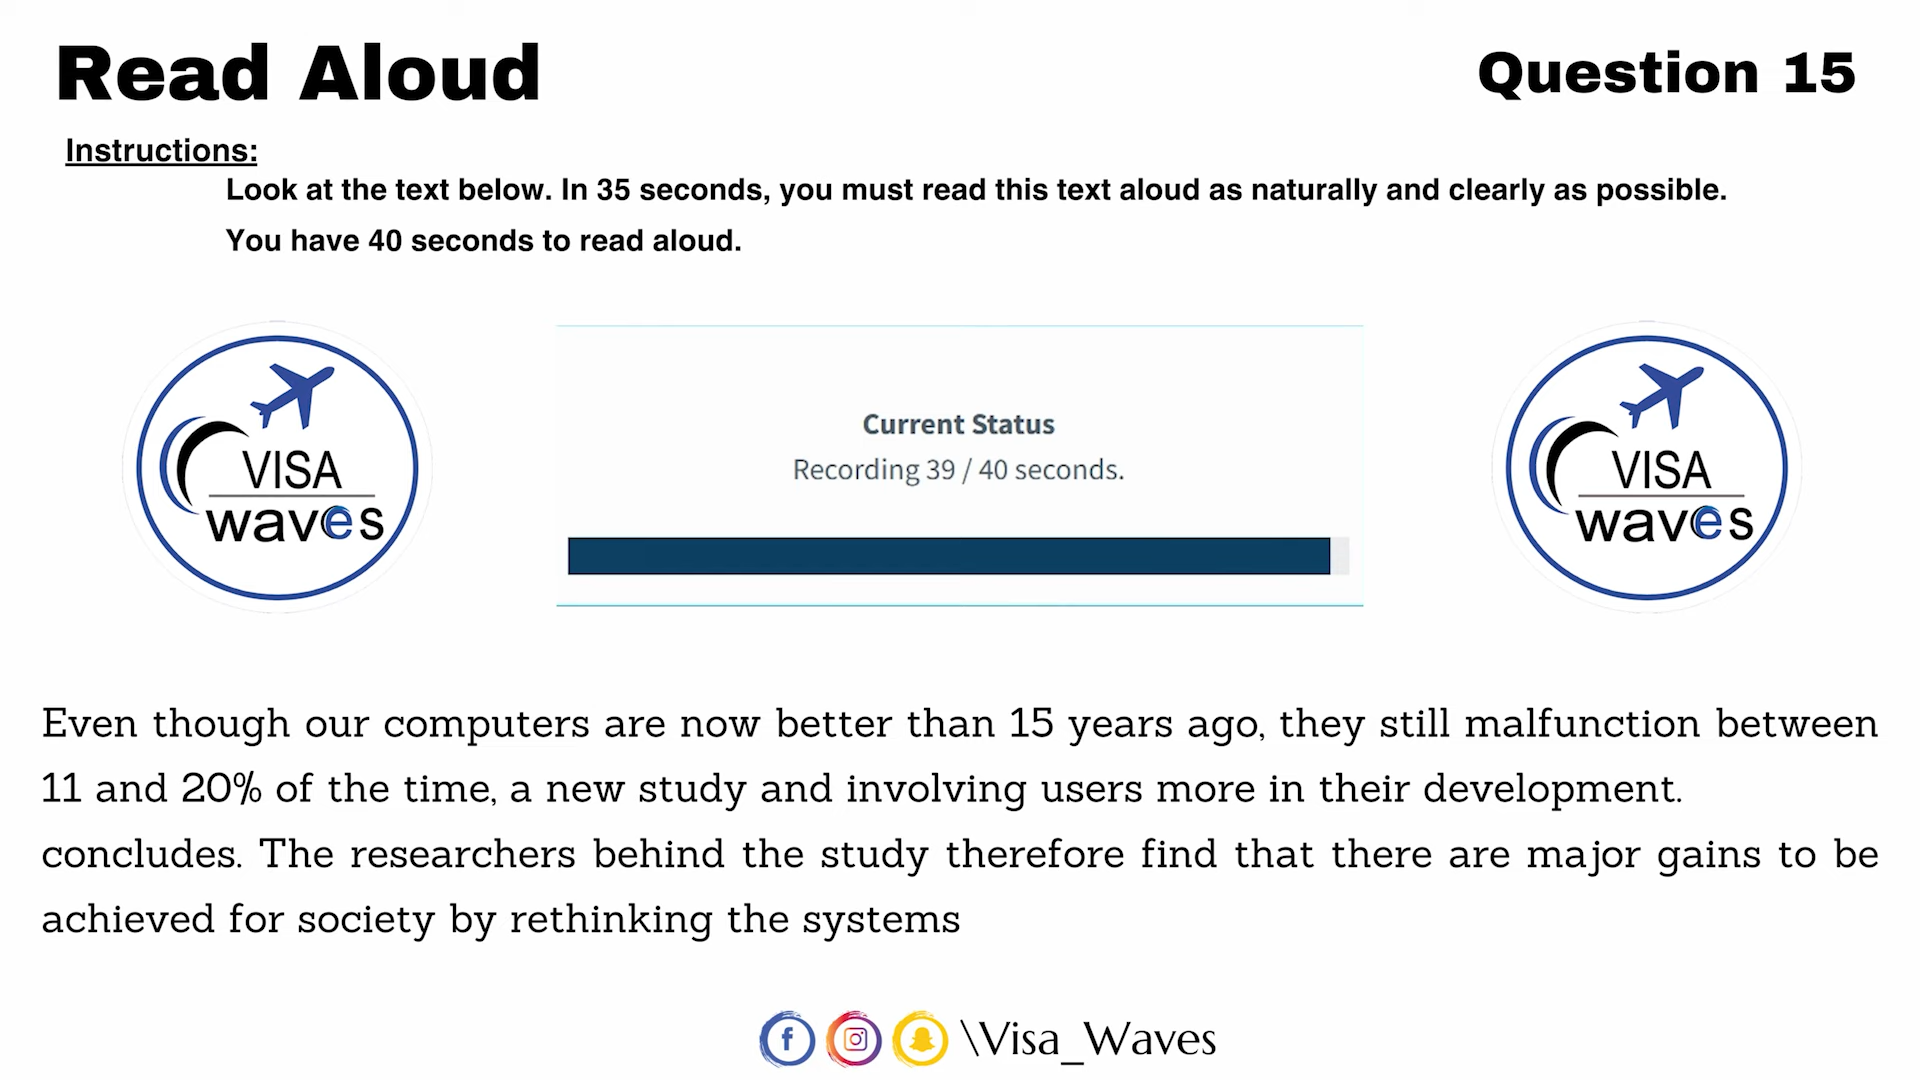 Read Aloud
Question 15
Instructions:
Look at the text below. In 35 seconds, you must read this text aloud as naturally and clearly as possible.
You have 40 seconds to read aloud.
VISA
waves
Current Status
Recording 39 / 40 seconds.
VISA
waves
Even though our computers are now better than 15 years ago, they still malfunction between
11 and 20% of the time, a new study and involving users more in their development.
concludes. The researchers behind the study therefore find that there are major gains to be
achieved for society by rethinking the systems
\Visa_Waves